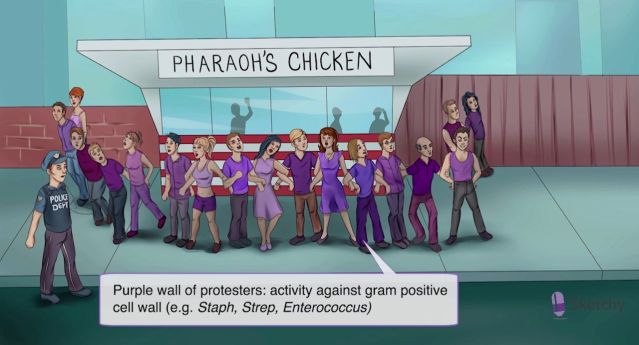 PHARAOH'S CHICKEN
POLICE
DEPT
Purple wall of protesters: activity against gram positive
cell wall (e.g. Staph, Strep, Enterococcus)
sketchy